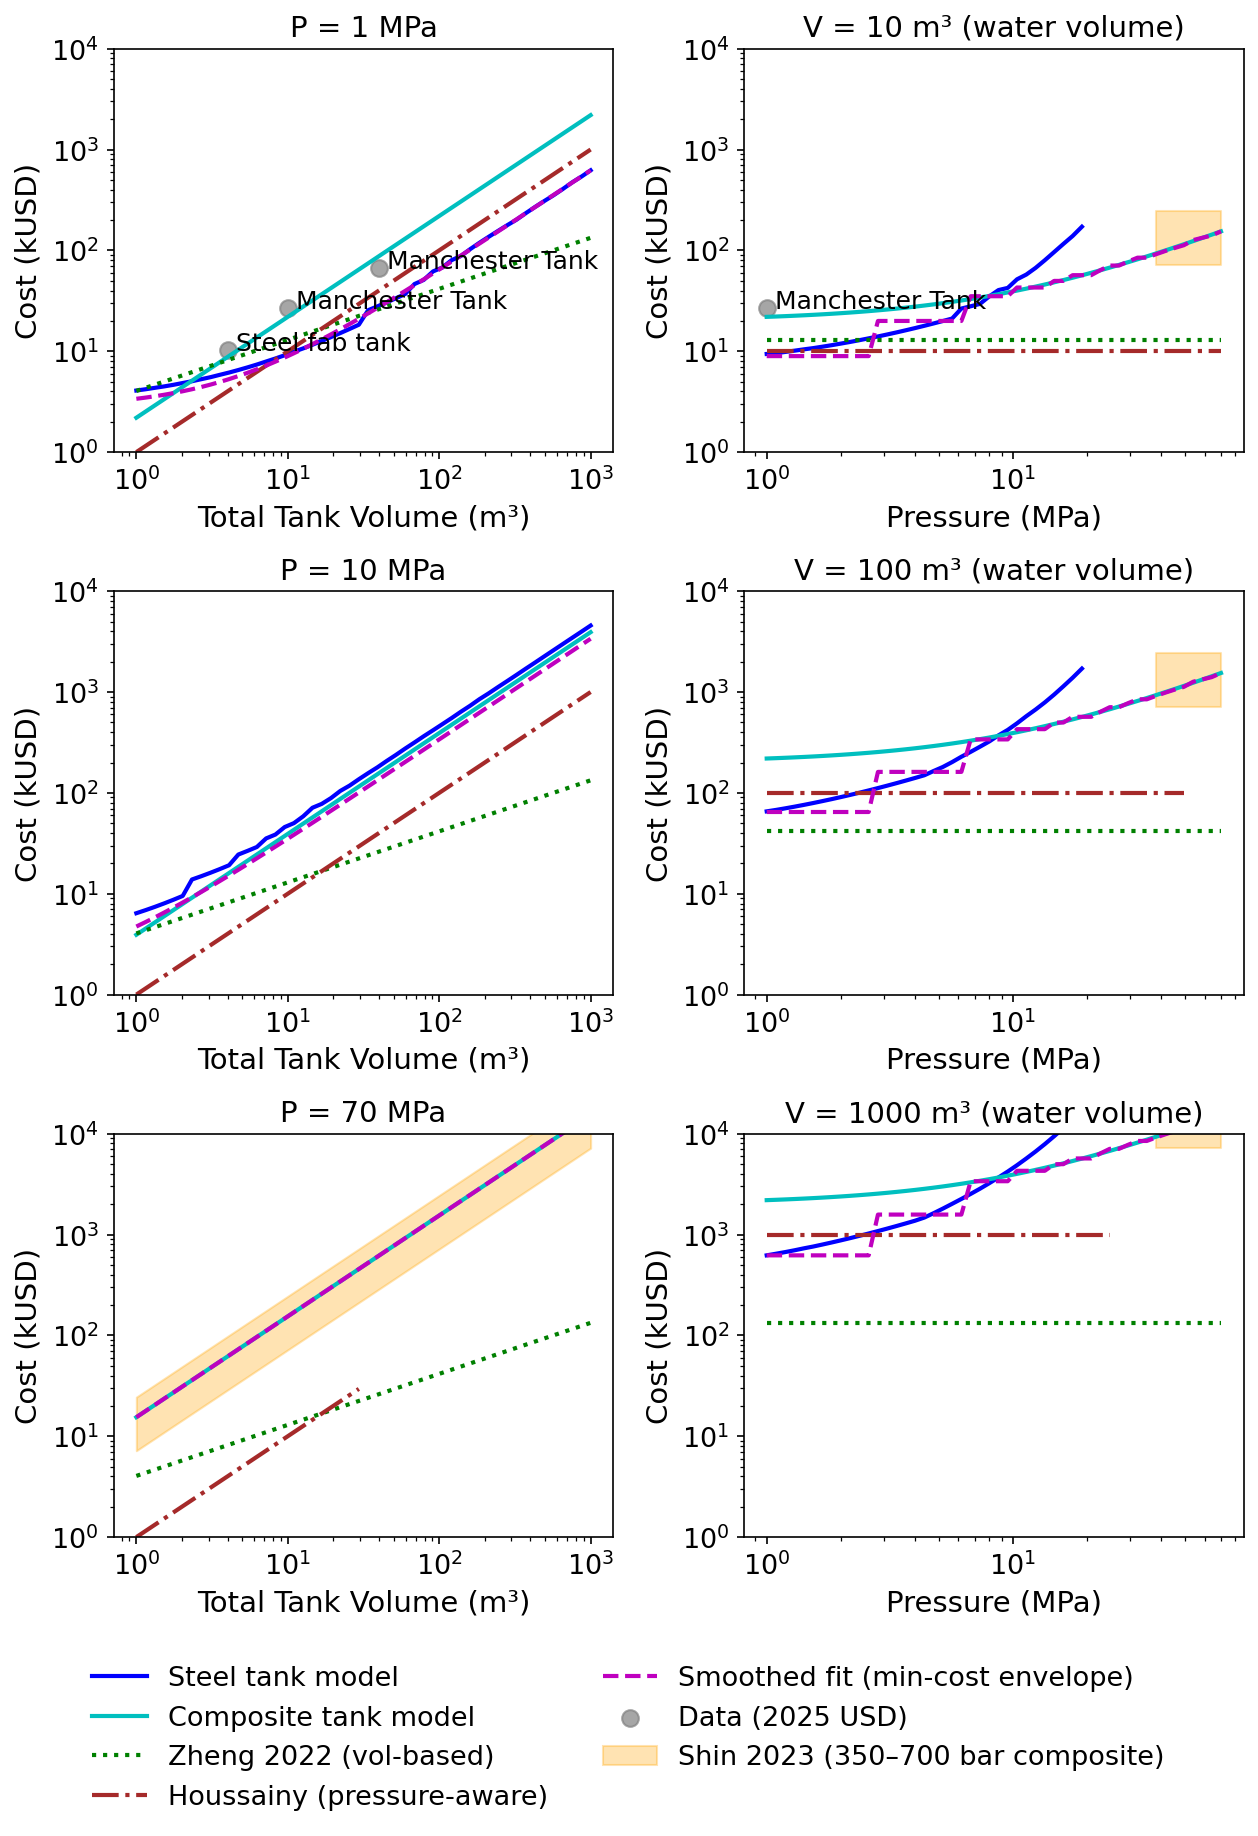 P = 1 MPa
V = 10 m³ (water volume)
Cost (kUSD)
10⁴
10³
10²
10¹
10⁰
Manchester Tank
Manchester Tank
Steel fab tank
10⁰ 10¹ 10² 10³
Total Tank Volume (m³)
Cost (kUSD)
10⁴
10³
10²
10¹
10⁰
Manchester Tank
10⁰ 10¹
Pressure (MPa)
P = 10 MPa
V = 100 m³ (water volume)
Cost (kUSD)
10⁴
10³
10²
10¹
10⁰
10⁰ 10¹ 10² 10³
Total Tank Volume (m³)
Cost (kUSD)
10⁴
10³
10²
10¹
10⁰
10⁰ 10¹
Pressure (MPa)
P = 70 MPa
V = 1000 m³ (water volume)
Cost (kUSD)
10⁴
10³
10²
10¹
10⁰
10⁰ 10¹ 10² 10³
Total Tank Volume (m³)
Cost (kUSD)
10⁴
10³
10²
10¹
10⁰
10⁰ 10¹
Pressure (MPa)
Steel tank model
Composite tank model
Zheng 2022 (vol-based)
Houssainy (pressure-aware)
Smoothed fit (min-cost envelope)
Data (2025 USD)
Shin 2023 (350–700 bar composite)